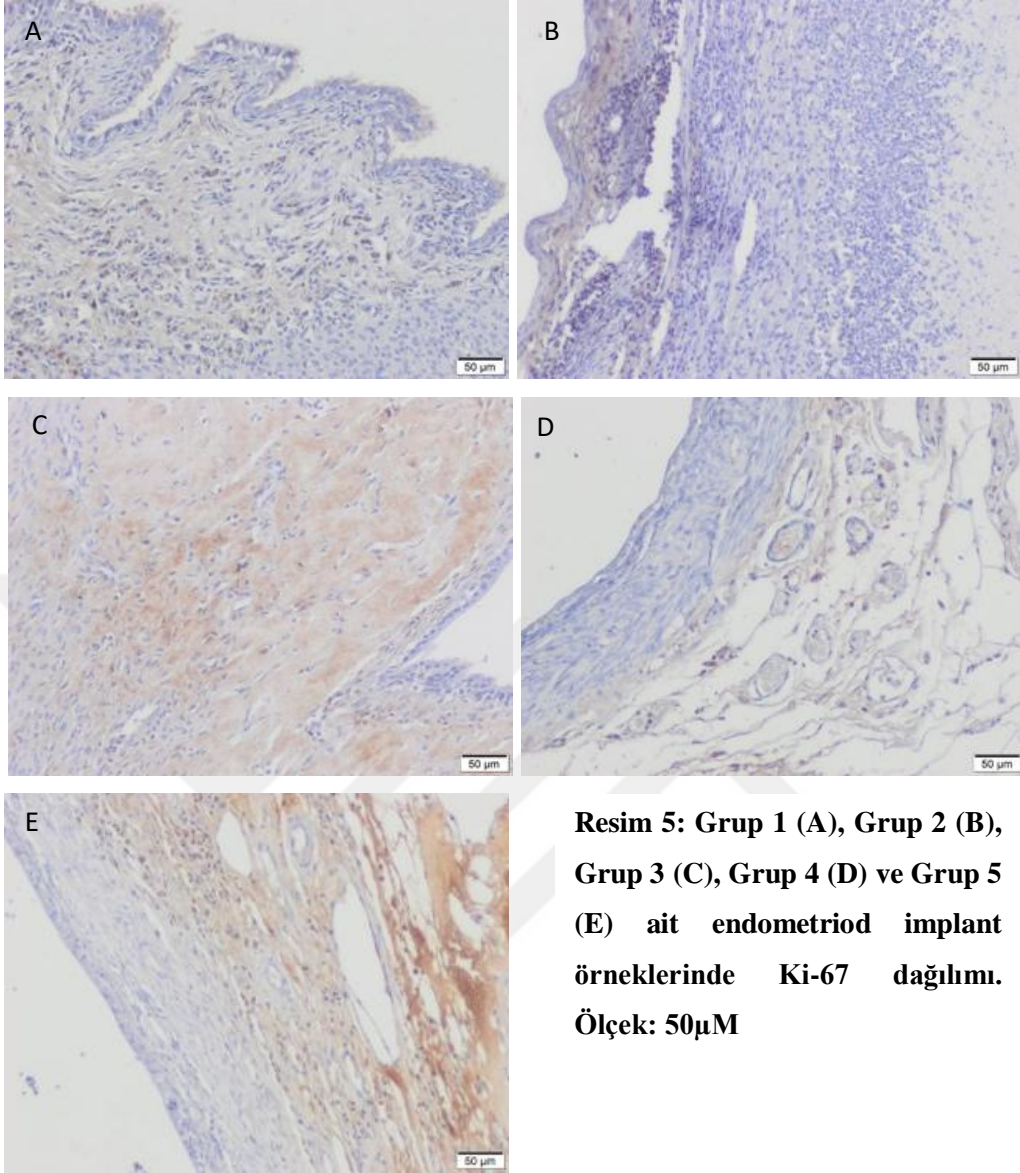 A
50 µm
B
50 µm
C
50 µm
D
50 µm
E
50 µm
Resim 5: Grup 1 (A), Grup 2 (B),
Grup 3 (C), Grup 4 (D) ve Grup 5
(E) ait endometriod implant
örneklerinde Ki-67 dağılımı.
Ölçek: 50µM